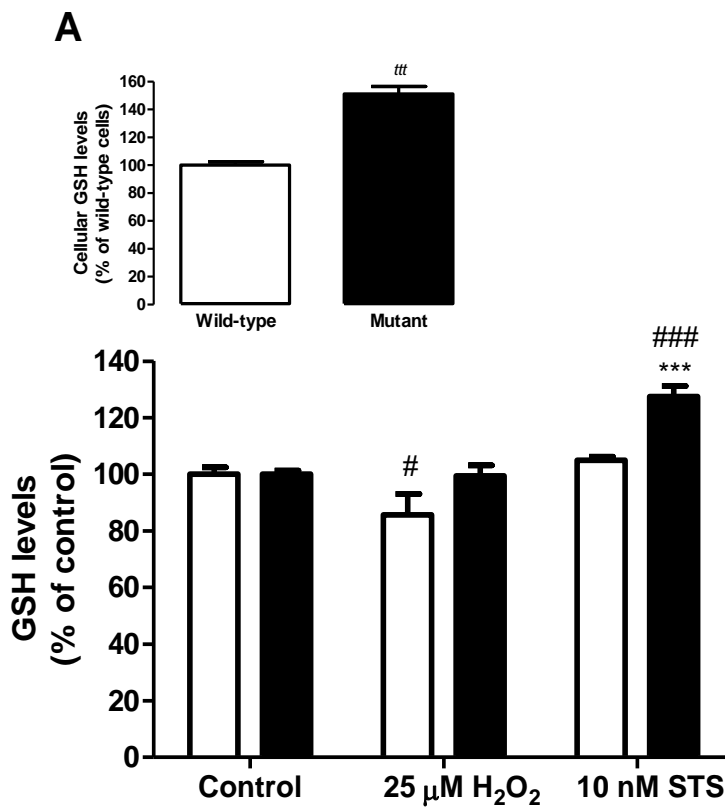 A
ttt
Cellular GSH levels
(% of wild-type cells)
160
140
120
100
80
60
40
20
0
Wild-type Mutant
GSH levels
(% of control)
140
120
100
80
60
40
20
0
#
###
***
Control 25 μM H₂O₂ 10 nM STS